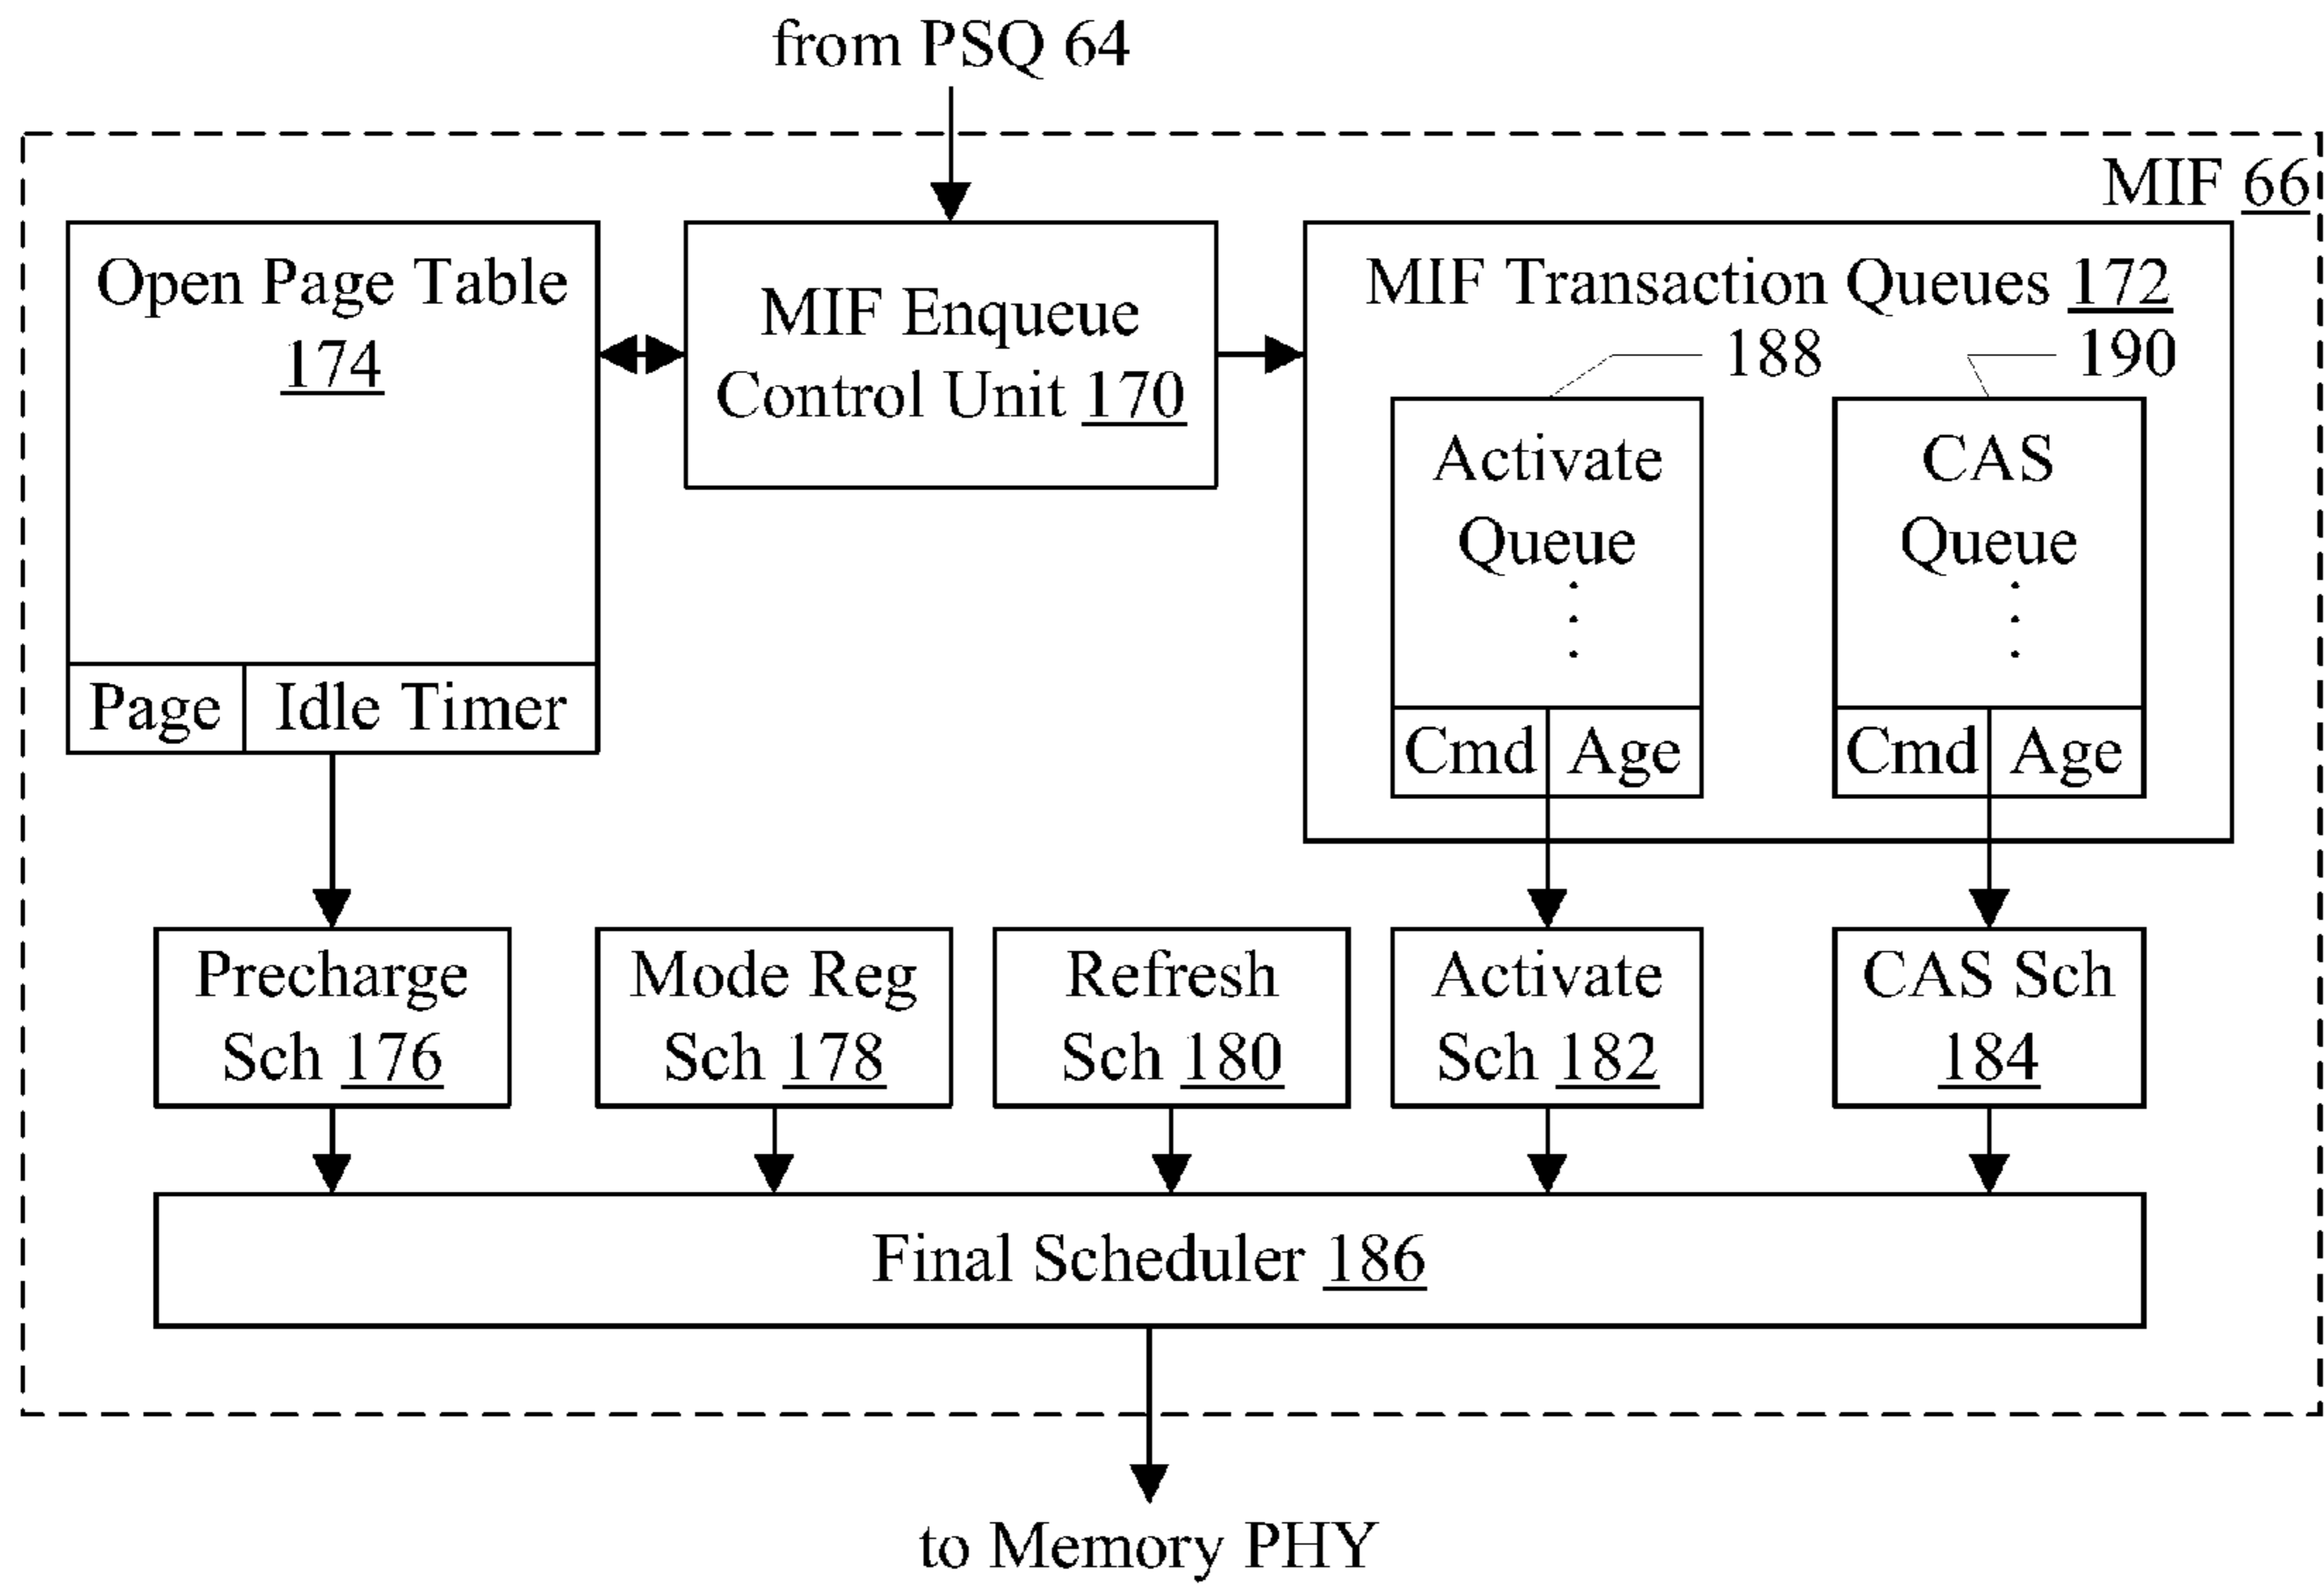 from PSQ 64
MIF 66
Open Page Table
174
Page
Idle Timer
MIF Enqueue
Control Unit 170
MIF Transaction Queues 172
188
190
Activate
Queue
Cmd
Age
CAS
Queue
Cmd
Age
Precharge
Sch 176
Mode Reg
Sch 178
Refresh
Sch 180
Activate
Sch 182
CAS Sch
184
Final Scheduler 186
to Memory PHY